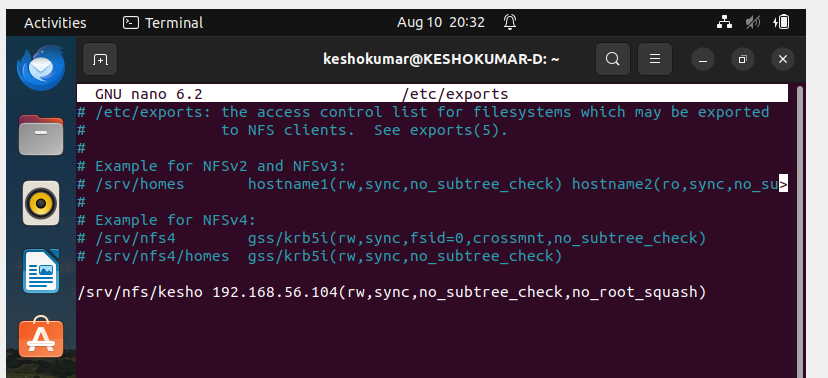 Activities Terminal Aug 10 20:32
keshokumar@KESHOKUMAR-D: ~
GNU nano 6.2 /etc/exports
# /etc/exports: the access control list for filesystems which may be exported
# to NFS clients. See exports(5).
#
# Example for NFSv2 and NFSv3:
# /srv/homes hostname1(rw,sync,no_subtree_check) hostname2(ro,sync,no_su>
#
# Example for NFSv4:
# /srv/nfs4 gss/krb5i(rw,sync,fsid=0,crossmnt,no_subtree_check)
# /srv/nfs4/homes gss/krb5i(rw,sync,no_subtree_check)
/srv/nfs/kesho 192.168.56.104(rw,sync,no_subtree_check,no_root_squash)